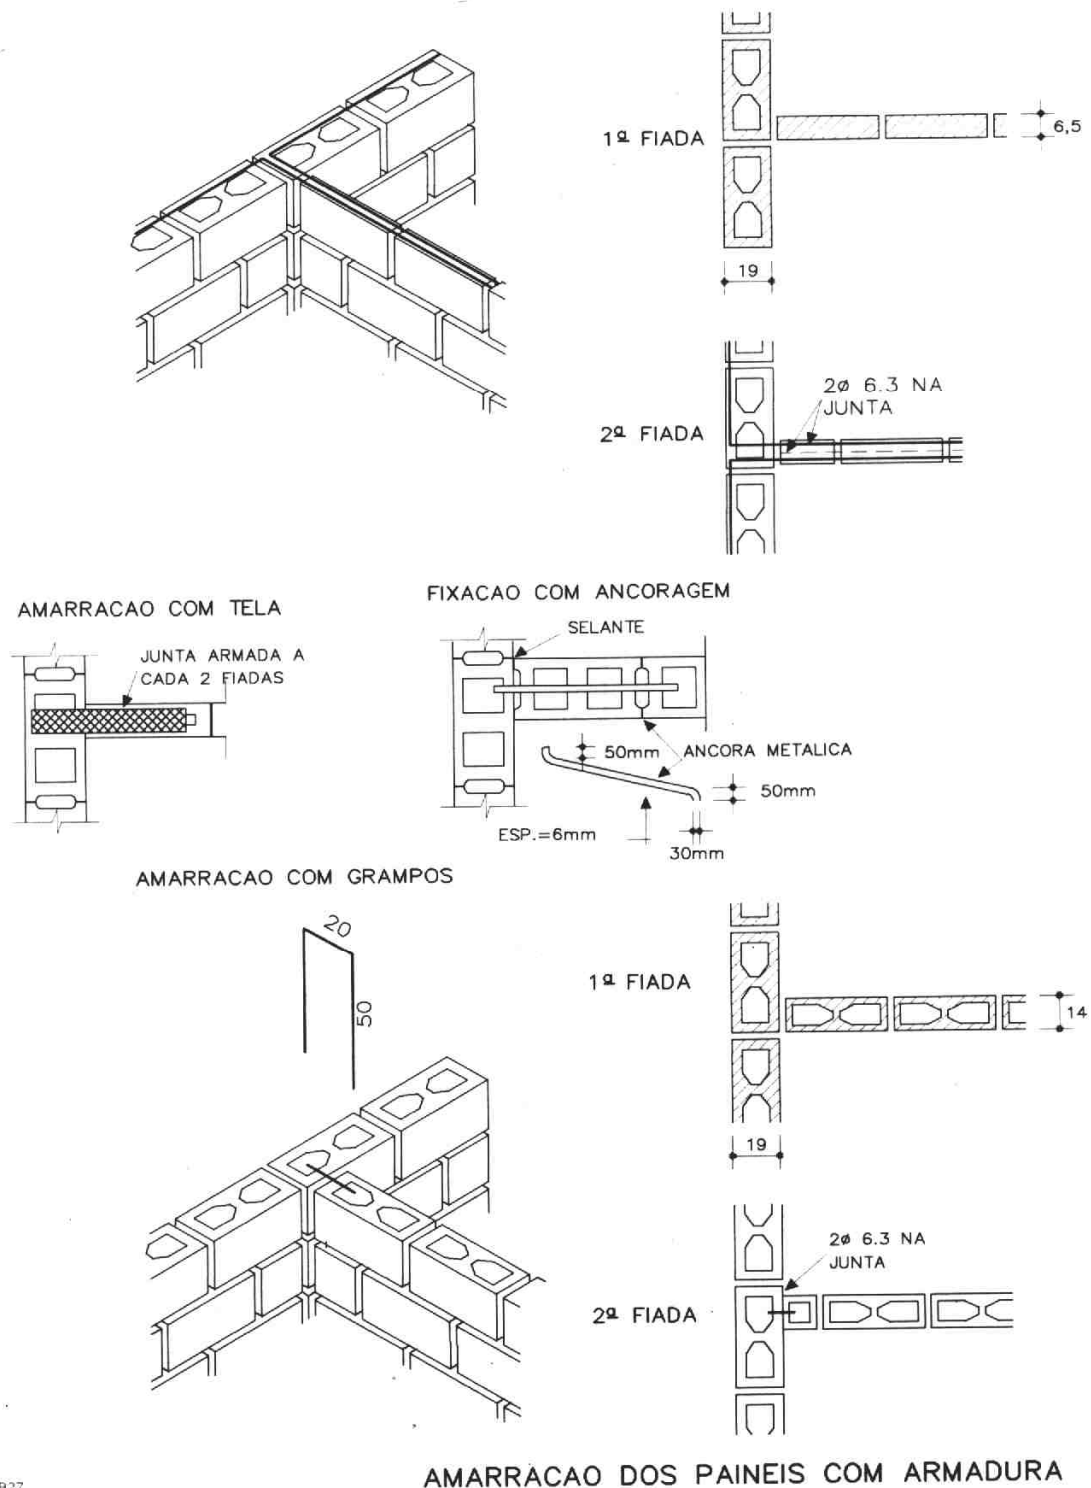 1ª FIADA
6,5
19
2ø 6.3 NA
JUNTA
2ª FIADA
AMARRACAO COM TELA
JUNTA ARMADA A
CADA 2 FIADAS
FIXACAO COM ANCORAGEM
SELANTE
50mm
ANCORA METALICA
50mm
ESP.=6mm
30mm
AMARRACAO COM GRAMPOS
20
50
1ª FIADA
14
19
2ø 6.3 NA
JUNTA
2ª FIADA
AMARRACAO DOS PAINEIS COM ARMADURA